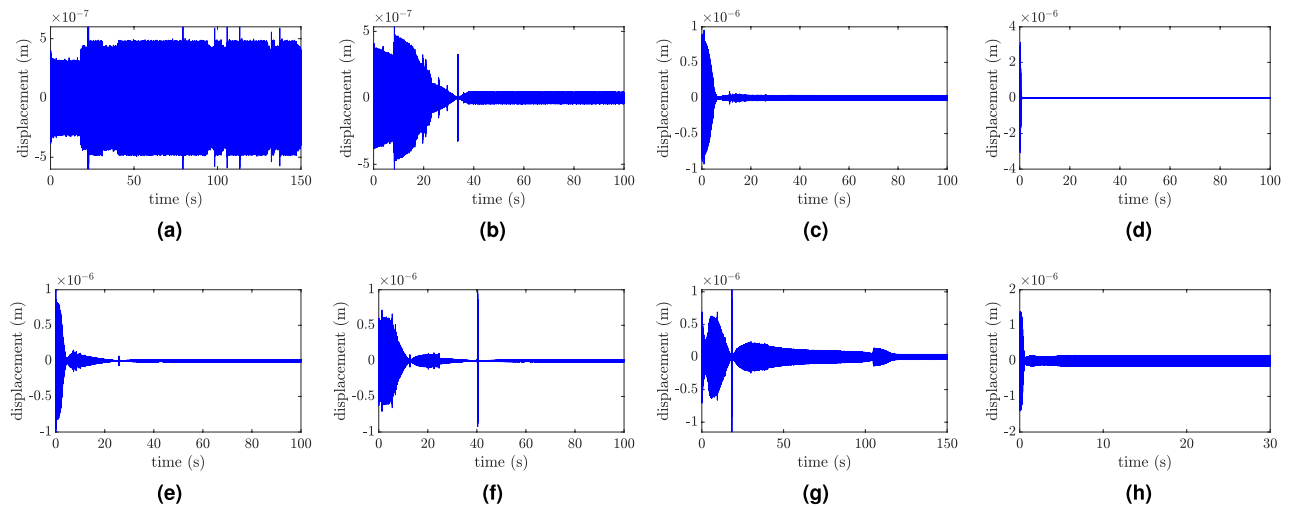 ×10⁻⁷ ×10⁻⁷ ×10⁻⁶ ×10⁻⁶
displacement (m) 5 0 -5
0 50 100 150
time (s)
(a)
displacement (m) 5 0 -5
0 20 40 60 80 100
time (s)
(b)
displacement (m) 1 0.5 0 -0.5 -1
0 20 40 60 80 100
time (s)
(c)
displacement (m) 4 2 0 -2 -4
0 20 40 60 80 100
time (s)
(d)
×10⁻⁶ ×10⁻⁶ ×10⁻⁶ ×10⁻⁶
displacement (m) 1 0.5 0 -0.5 -1
0 20 40 60 80 100
time (s)
(e)
displacement (m) 1 0.5 0 -0.5 -1
0 20 40 60 80 100
time (s)
(f)
displacement (m) 1 0.5 0 -0.5 -1
0 50 100 150
time (s)
(g)
displacement (m) 2 1 0 -1 -2
0 10 20 30
time (s)
(h)